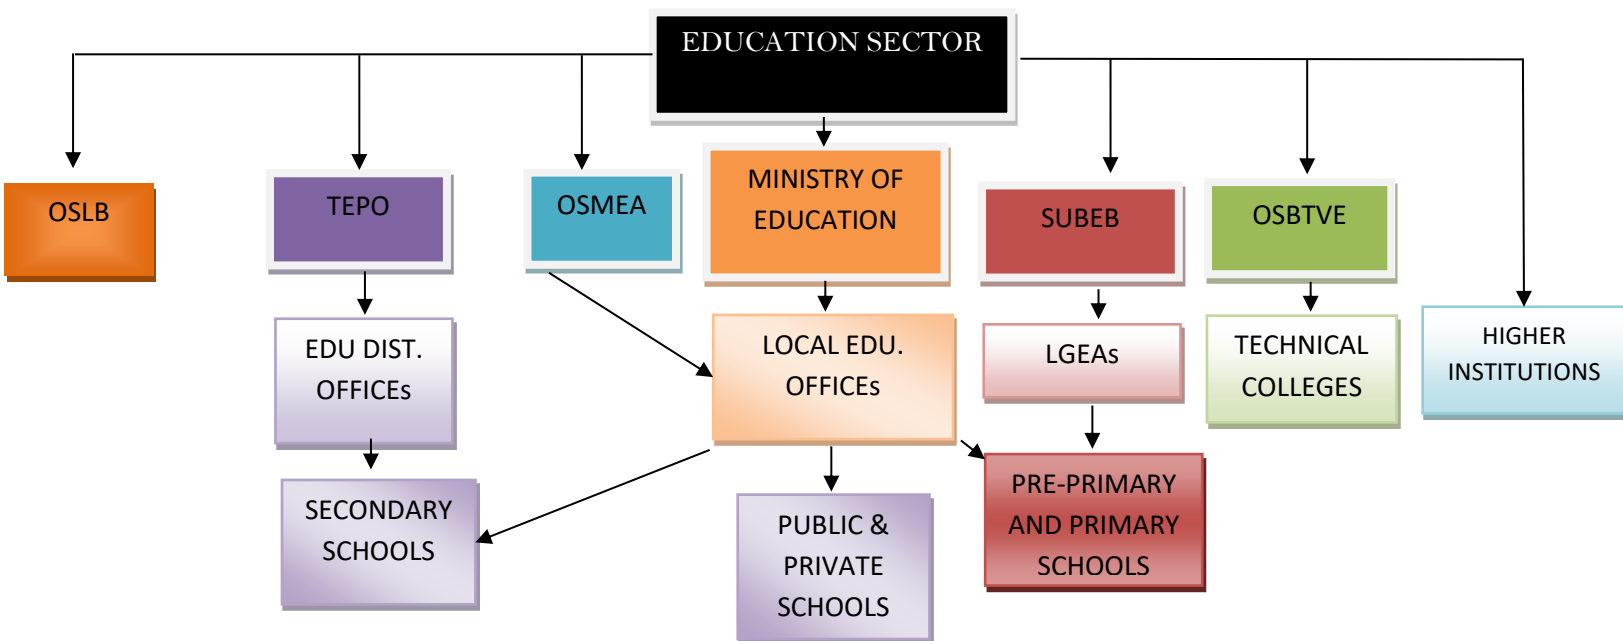 EDUCATION SECTOR
OSLB
TEPO
OSMEA
MINISTRY OF
EDUCATION
SUBEB
OSBTVE
EDU DIST.
OFFICEs
LOCAL EDU.
OFFICEs
LGEAs
TECHNICAL
COLLEGES
HIGHER
INSTITUTIONS
SECONDARY
SCHOOLS
PUBLIC &
PRIVATE
SCHOOLS
PRE-PRIMARY
AND PRIMARY
SCHOOLS